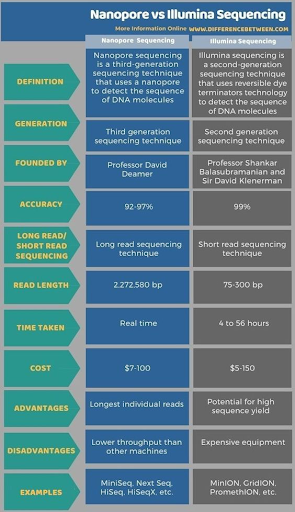 Nanopore vs Illumina Sequencing
More Information Online WWW.DIFFERENCEBETWEEN.COM
Nanopore Sequencing
Illumina Sequencing
DEFINITION
Nanopore sequencing
is a third-generation
sequencing technique
that uses a nanopore
to detect the sequence
of DNA molecules
Illumina sequencing is
a second-generation
sequencing technique
that uses reversible dye
terminators technology
to detect the sequence
of DNA molecules
GENERATION
Third generation
sequencing technique
Second generation
sequencing technique
FOUNDED BY
Professor David
Deamer
Professor Shankar
Balasubramanian and
Sir David Klenerman
ACCURACY
92-97%
99%
LONG READ/
SHORT READ
SEQUENCING
Long read sequencing
technique
Short read sequencing
technique
READ LENGTH
2,272,580 bp
75-300 bp
TIME TAKEN
Real time
4 to 56 hours
COST
$7-100
$5-150
ADVANTAGES
Longest individual reads
Potential for high
sequence yield
DISADVANTAGES
Lower throughput than
other machines
Expensive equipment
EXAMPLES
MiniSeq, Next Seq,
HiSeq, HiSeqX, etc.
MinION, GridION,
PromethION, etc.